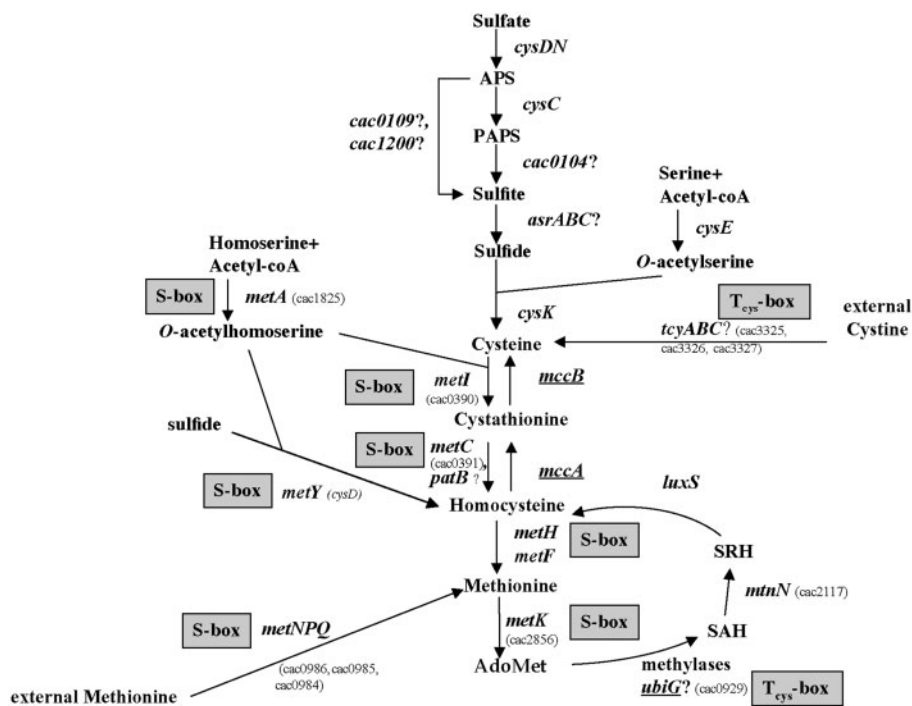 Sulfate
cysDN
APS
cysC
cac0109?,
cac1200?
PAPS
cac0104?
Serine+
Acetyl-coA
Sulfite
asrABC?
cysE
Homoserine+
Acetyl-coA
Sulfide
O-acetylserine
S-box
metA (cac1825)
Tcys-box
external
Cystine
cysK
O-acetylhomoserine
tcyABC? (cac3325,
cac3326, cac3327)
Cysteine
S-box
metI
(cac0390)
mccB
Cystathionine
sulfide
S-box
metC
(cac0391),
patB ?
mccA
luxS
S-box
metY (cysD)
Homocysteine
metH
metF
S-box
SRH
Methionine
mtnN (cac2117)
S-box
metNPQ
metK
(cac2856)
S-box
SAH
(cac0986, cac0985,
cac0984)
AdoMet
methylases
ubiG? (cac0929)
Tcys-box
external Methionine